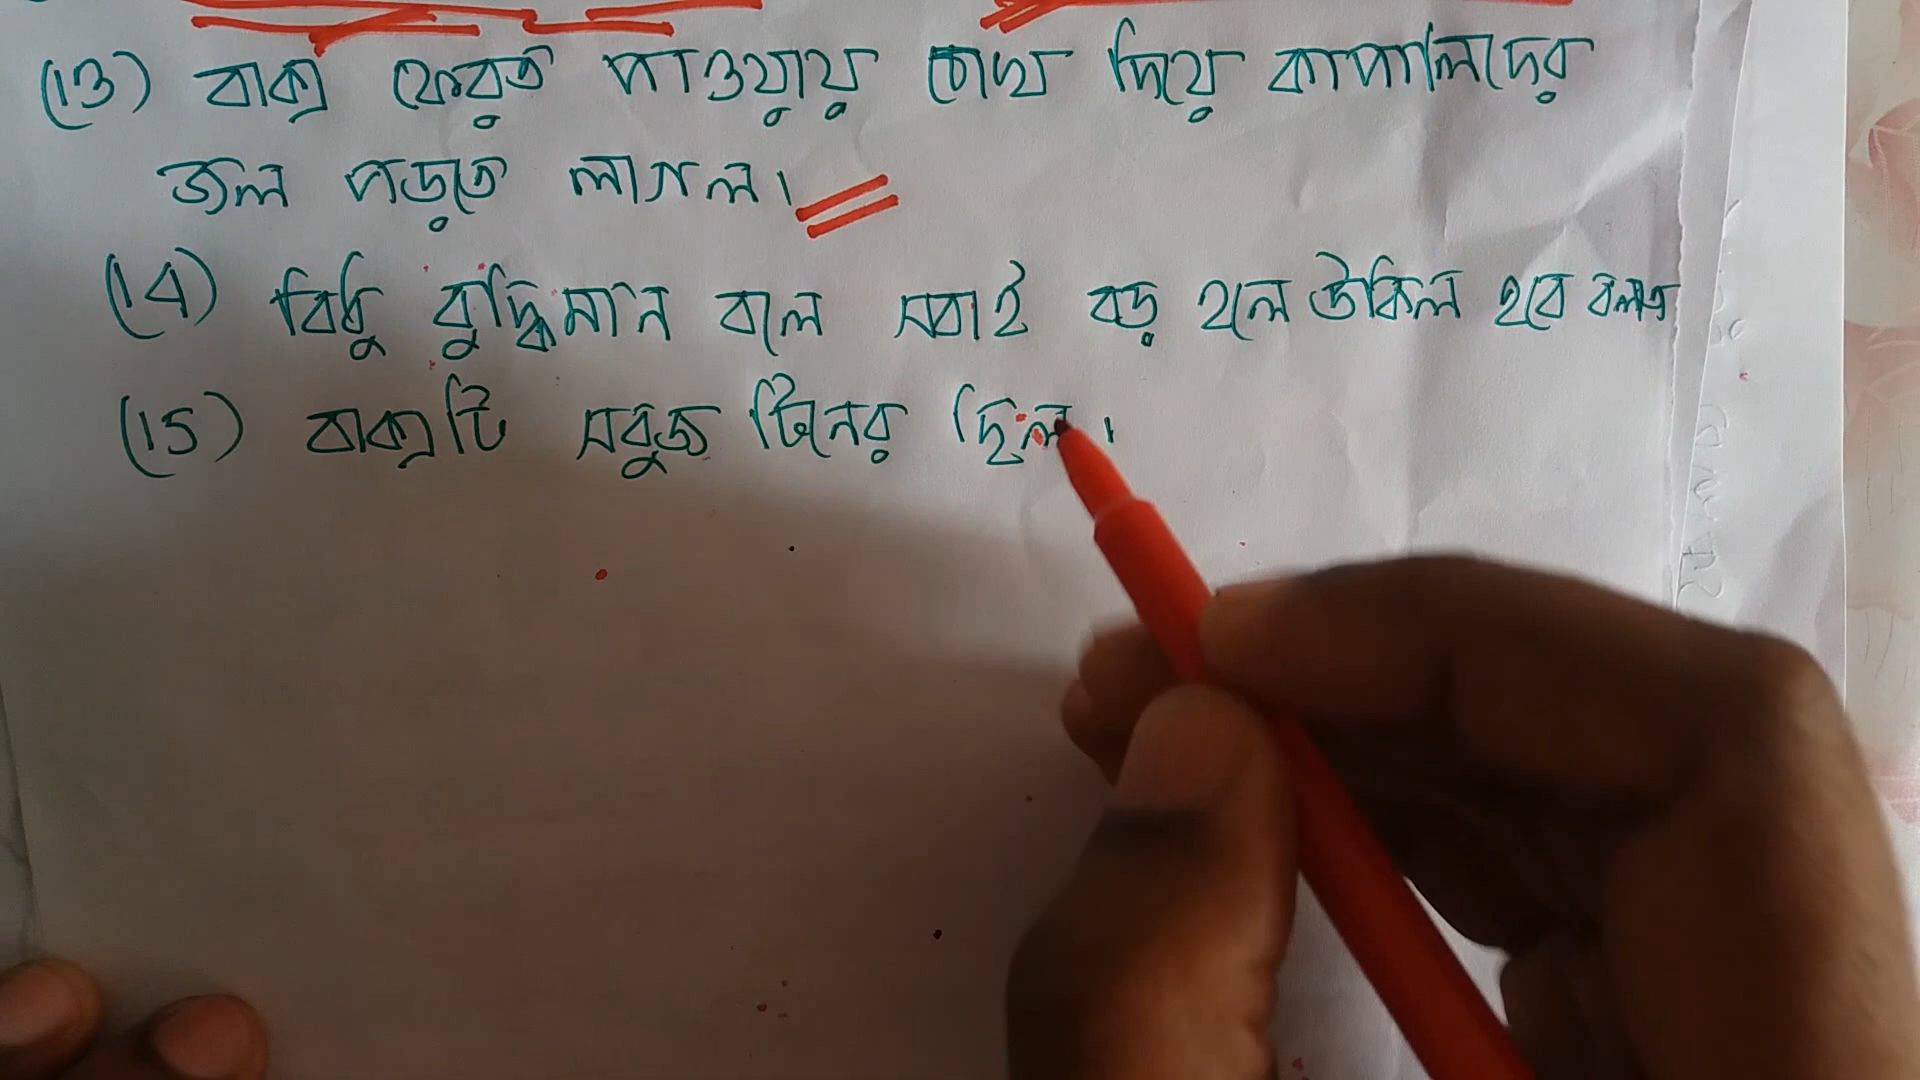 (13) বাক্স ফেরত পাওয়ায় চোখ দিয়ে কাপালিদের
জল পড়তে লাগল।
(14) বিধু বুদ্ধিমান বলে সবাই বড় হলে উকিল হবে বলত
(15) বাক্সটি সবুজ টিনের ছিল।